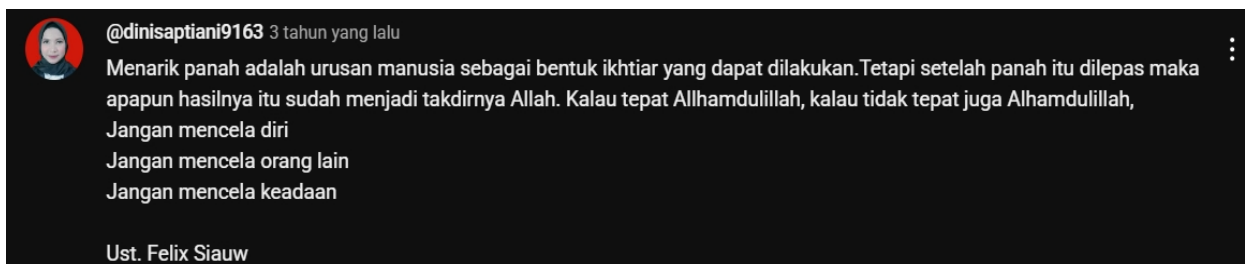 @dinisaptiani9163 3 tahun yang lalu
Menarik panah adalah urusan manusia sebagai bentuk ikhtiar yang dapat dilakukan.Tetapi setelah panah itu dilepas maka
apapun hasilnya itu sudah menjadi takdirnya Allah. Kalau tepat Allhamdulillah, kalau tidak tepat juga Alhamdulillah,
Jangan mencela diri
Jangan mencela orang lain
Jangan mencela keadaan
Ust. Felix Siauw